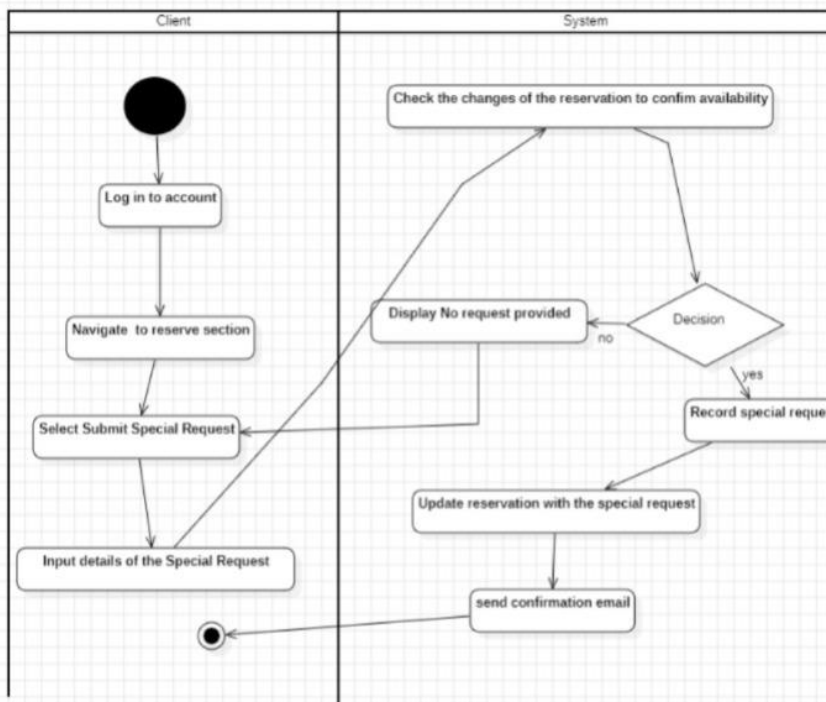 Client
System
Check the changes of the reservation to confim availability
Log in to account
Navigate to reserve section
Display No request provided
Decision
no
yes
Select Submit Special Request
Record special reque
Update reservation with the special request
Input details of the Special Request
send confirmation email